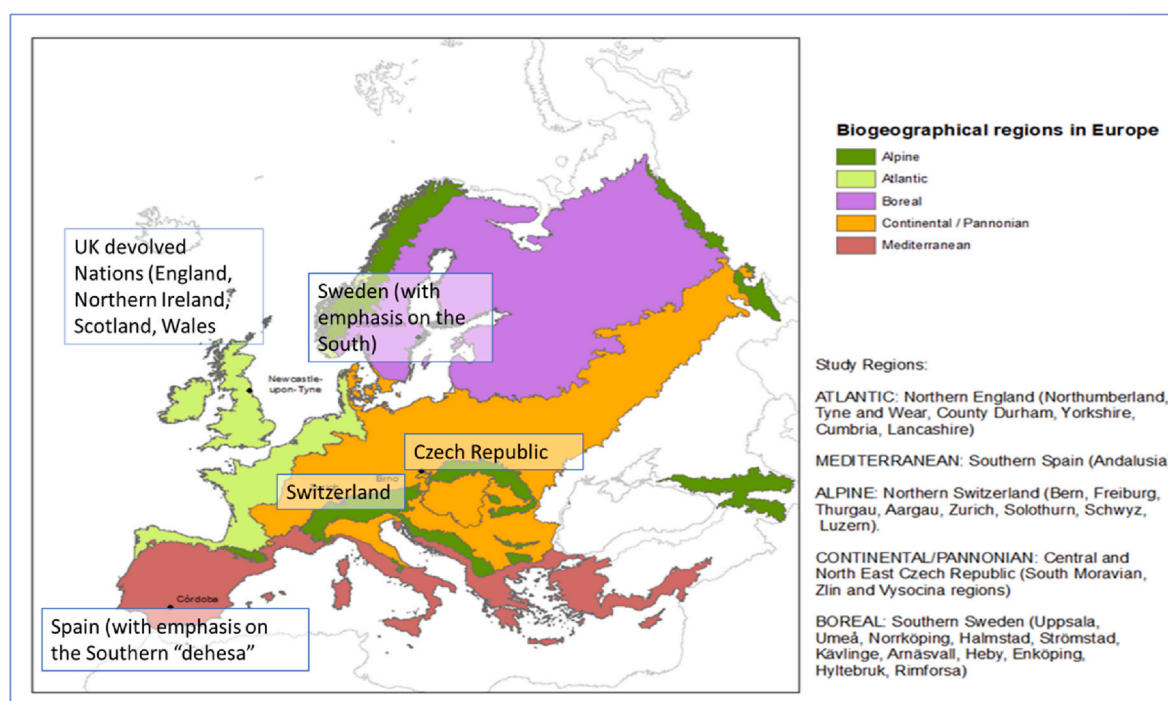 Biogeographical regions in Europe
Alpine
Atlantic
Boreal
Continental / Pannonian
Mediterranean
UK devolved
Nations (England,
Northern Ireland,
Scotland, Wales
Sweden (with
emphasis on the
South)
Newcastle-
upon-Tyne
Czech Republic
Brno
Switzerland
Zurich
Córdoba
Spain (with emphasis on
the Southern “dehesa”
Study Regions:
ATLANTIC: Northern England (Northumberland,
Tyne and Wear, County Durham, Yorkshire,
Cumbria, Lancashire)
MEDITERRANEAN: Southern Spain (Andalusia
ALPINE: Northern Switzerland (Bern, Freiburg,
Thurgau, Aargau, Zurich, Solothurn, Schwyz,
Luzern).
CONTINENTAL/PANNONIAN: Central and
North East Czech Republic (South Moravian,
Zlin and Vysocina regions)
BOREAL: Southern Sweden (Uppsala,
Umeå, Norrköping, Halmstad, Strömstad,
Kävlinge, Arnäsvall, Heby, Enköping,
Hyltebruk, Rimforsa)